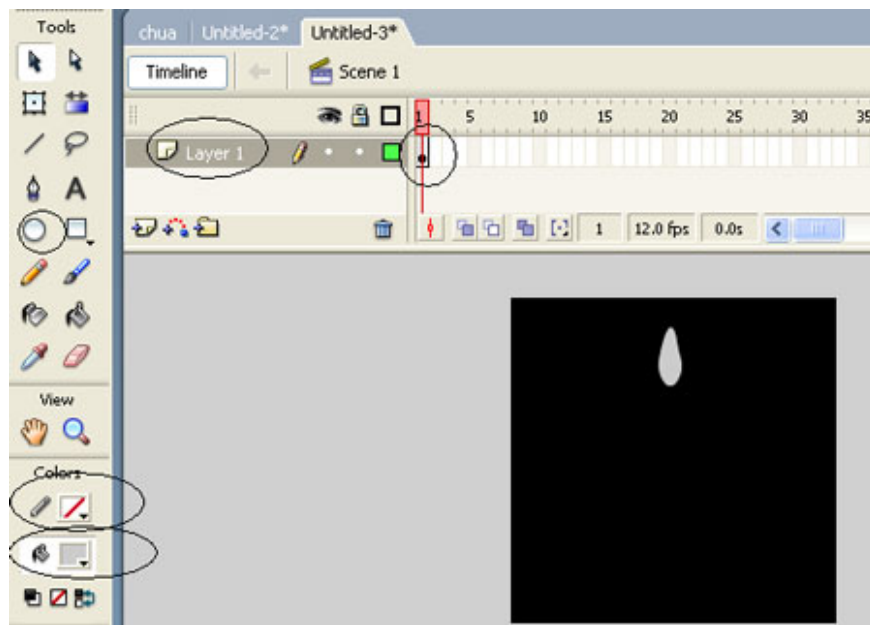 Tools
chua Untitled-2* Untitled-3*
Timeline Scene 1
1 5 10 15 20 25 30 35
Layer 1
A
1 12.0 fps 0.0s
View
Colors